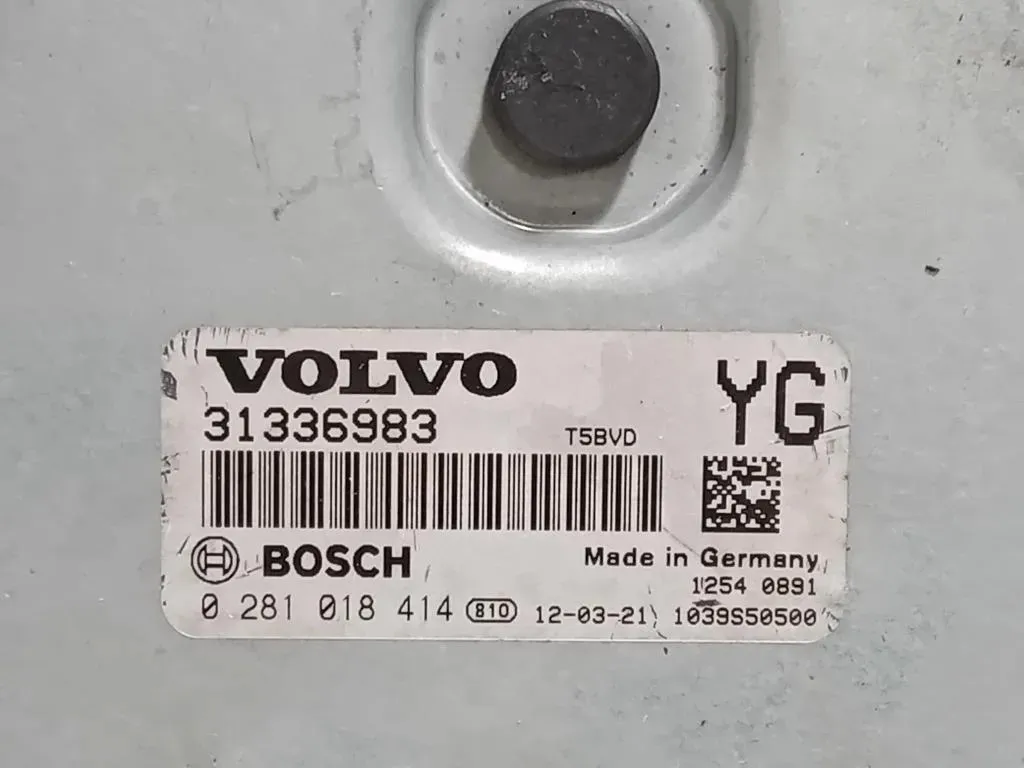 VOLVO
YG
31336983
T5BVD
BOSCH
Made in Germany
1254 0891
0 281 018 414 810 12-03-21 1039S50500